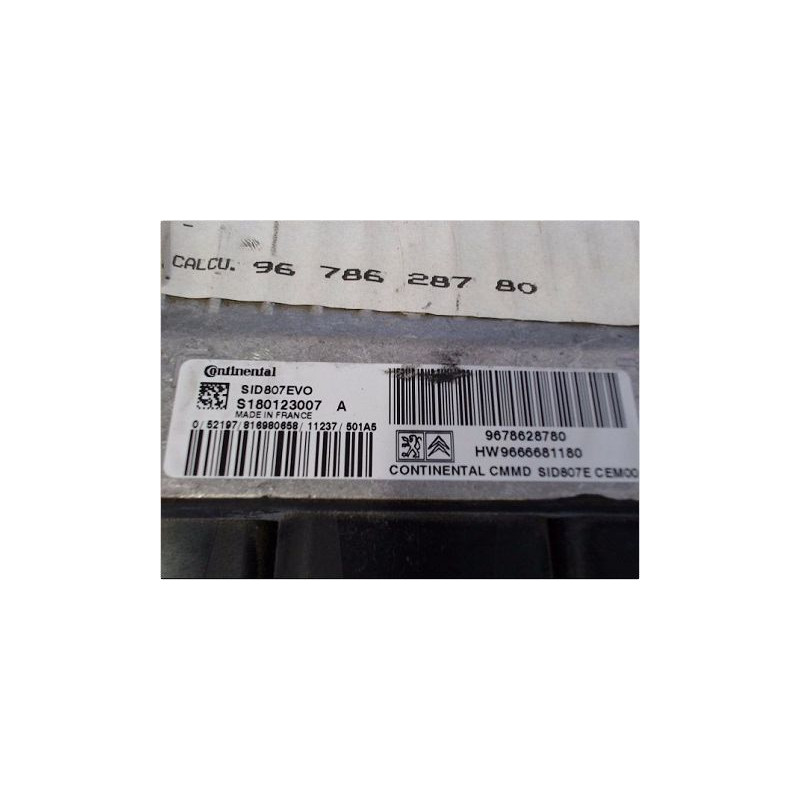 CALCU. 96 786 287 80
Continental
SID807EVO
S180123007 A
MADE IN FRANCE
0/52197/816980658/11237/501A5
9678628780
HW9666681180
CONTINENTAL CMMD SID807E CEM00